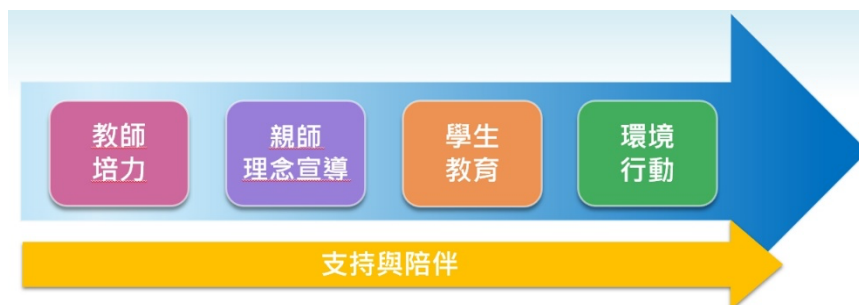 教師
培力
親師
理念宣導
學生
教育
環境
行動
支持與陪伴